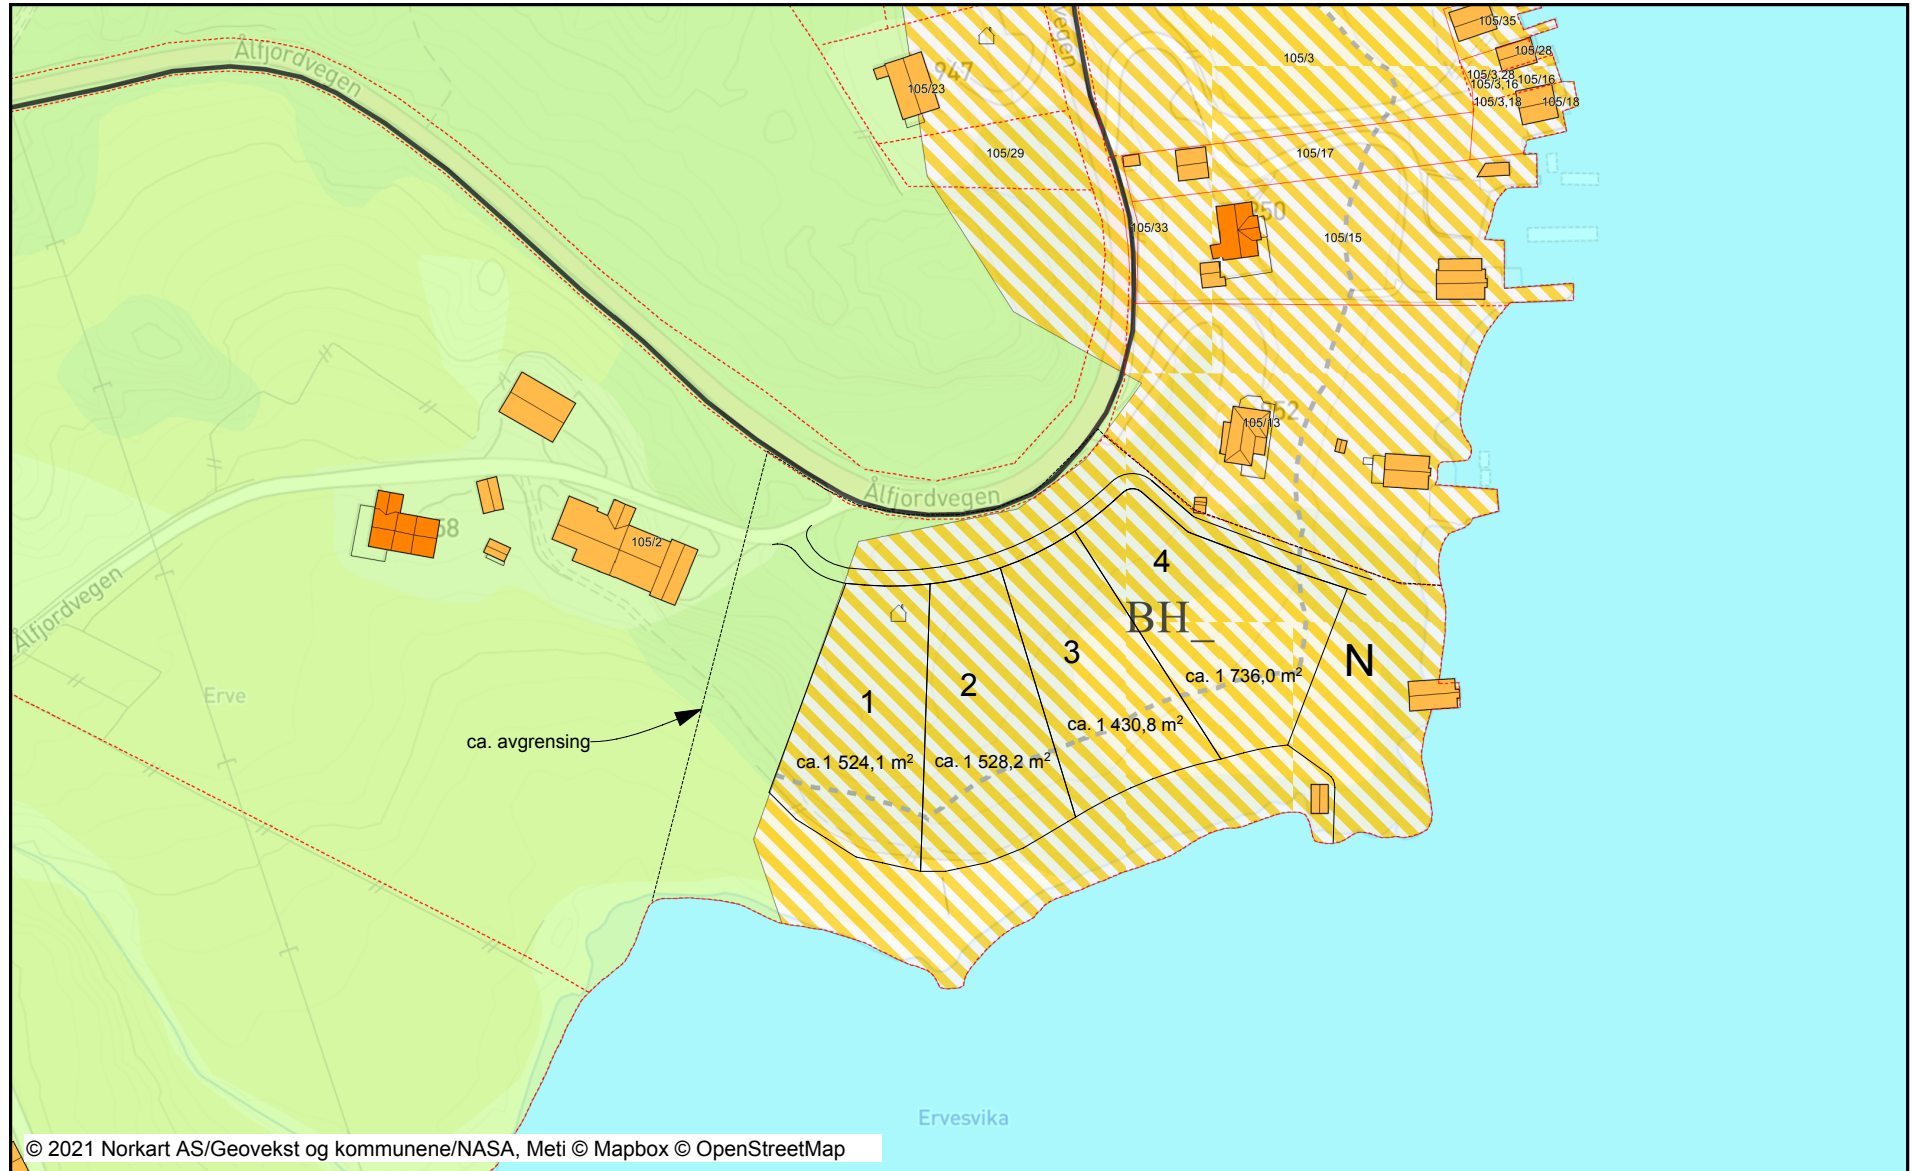 Ålfjordvegen
vegen
947
105/23
105/3
105/35
105/28
105/3,28
105/16
105/3,16
105/3,18
105/18
105/29
105/17
105/33
105/15
105/13
Ålfjordvegen
105/2
Ålfjordvegen
4
BH_
3
N
ca. 1 736,0 m²
2
1
Erve
ca. 1 430,8 m²
ca. avgrensing
ca. 1 524,1 m²
ca. 1 528,2 m²
Ervesvika
© 2021 Norkart AS/Geovekst og kommunene/NASA, Meti © Mapbox © OpenStreetMap